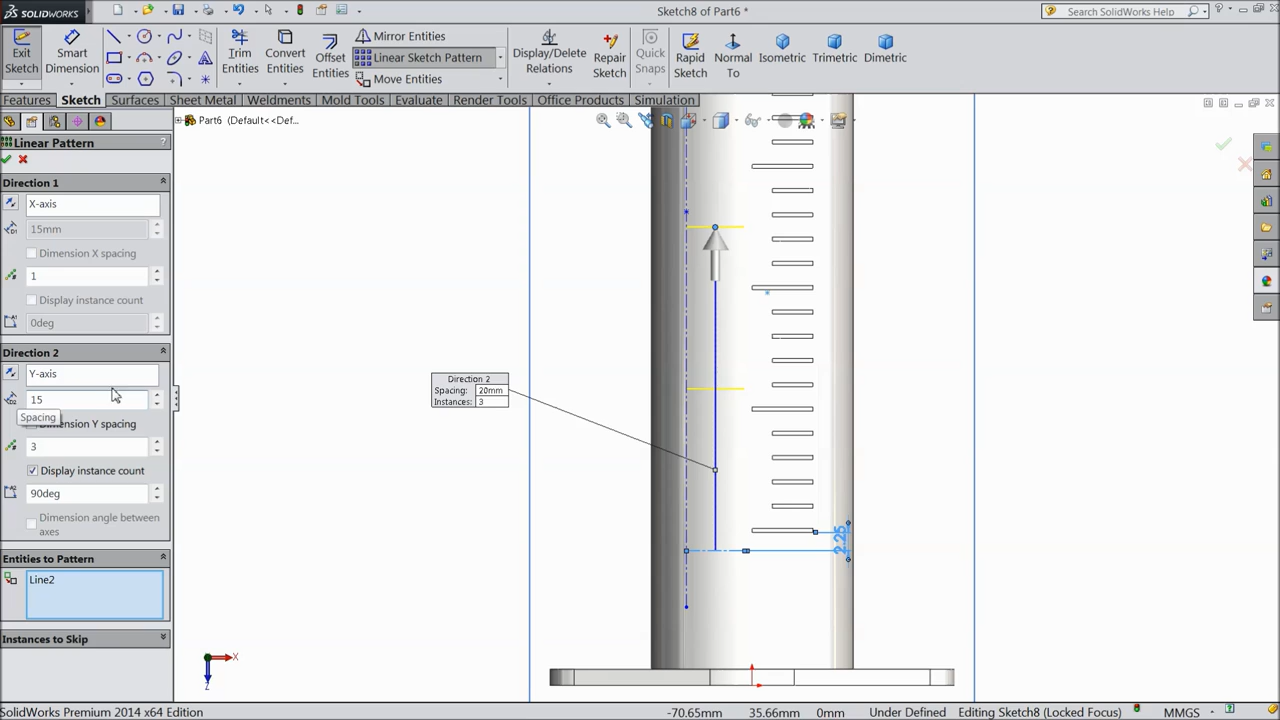 SOLIDWORKS
Sketch8 of Part6 *
Search SolidWorks Help
Exit Sketch
Smart Dimension
Trim Entities
Convert Entities
Offset Entities
Mirror Entities
Linear Sketch Pattern
Move Entities
Display/Delete Relations
Repair Sketch
Quick Snaps
Rapid Sketch
Normal To
Isometric
Trimetric
Dimetric
Features Sketch Surfaces Sheet Metal Weldments Mold Tools Evaluate Render Tools Office Products Simulation
Part6 (Default<<Def...
Linear Pattern
?
Direction 1
X-axis
15mm
Dimension X spacing
1
Display instance count
0deg
Direction 2
Y-axis
15
Spacing
Dimension Y spacing
3
Display instance count
90deg
Dimension angle between axes
Entities to Pattern
Line2
Instances to Skip
Direction 2
Spacing: 20mm
Instances: 3
2.25
X
Z
SolidWorks Premium 2014 x64 Edition
-70.65mm 35.66mm 0mm Under Defined Editing Sketch8 (Locked Focus) MMGS